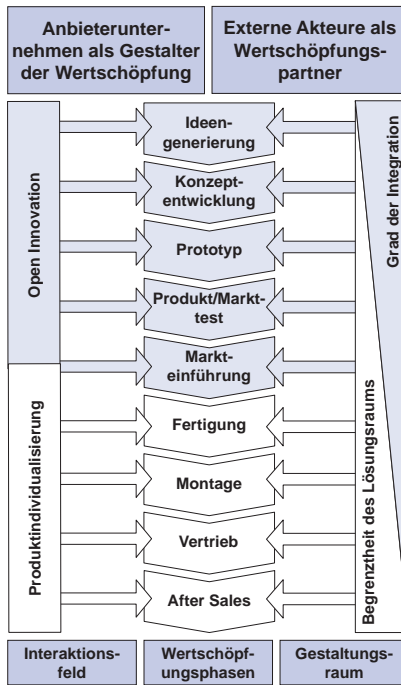 Anbieterunter-
nehmen als Gestalter
der Wertschöpfung
Externe Akteure als
Wertschöpfungs-
partner
Open Innovation
Produktindividualisierung
Ideen-
generierung
Konzept-
entwicklung
Prototyp
Produkt/Markt-
test
Markt-
einführung
Fertigung
Montage
Vertrieb
After Sales
Grad der Integration
Begrenztheit des Lösungsraums
Interaktions-
feld
Wertschöpf-
ungsphasen
Gestaltungs-
raum